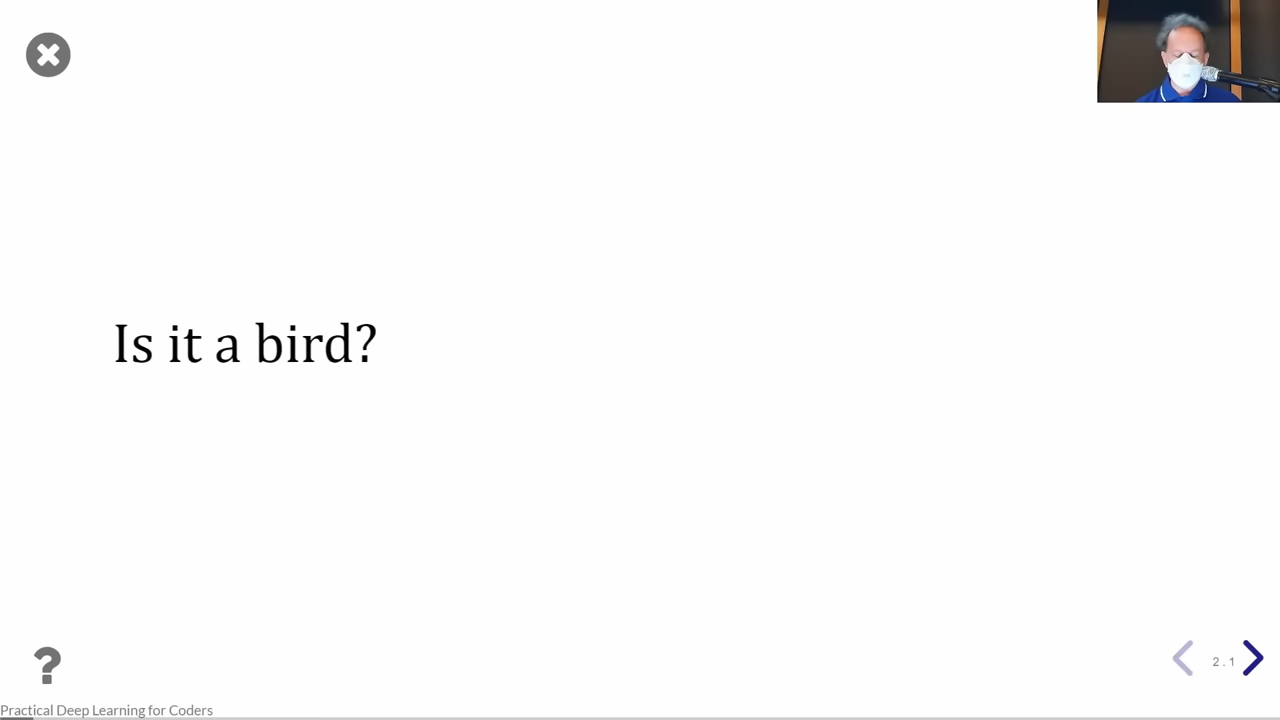 Is it a bird?
?
2.1
Practical Deep Learning for Coders